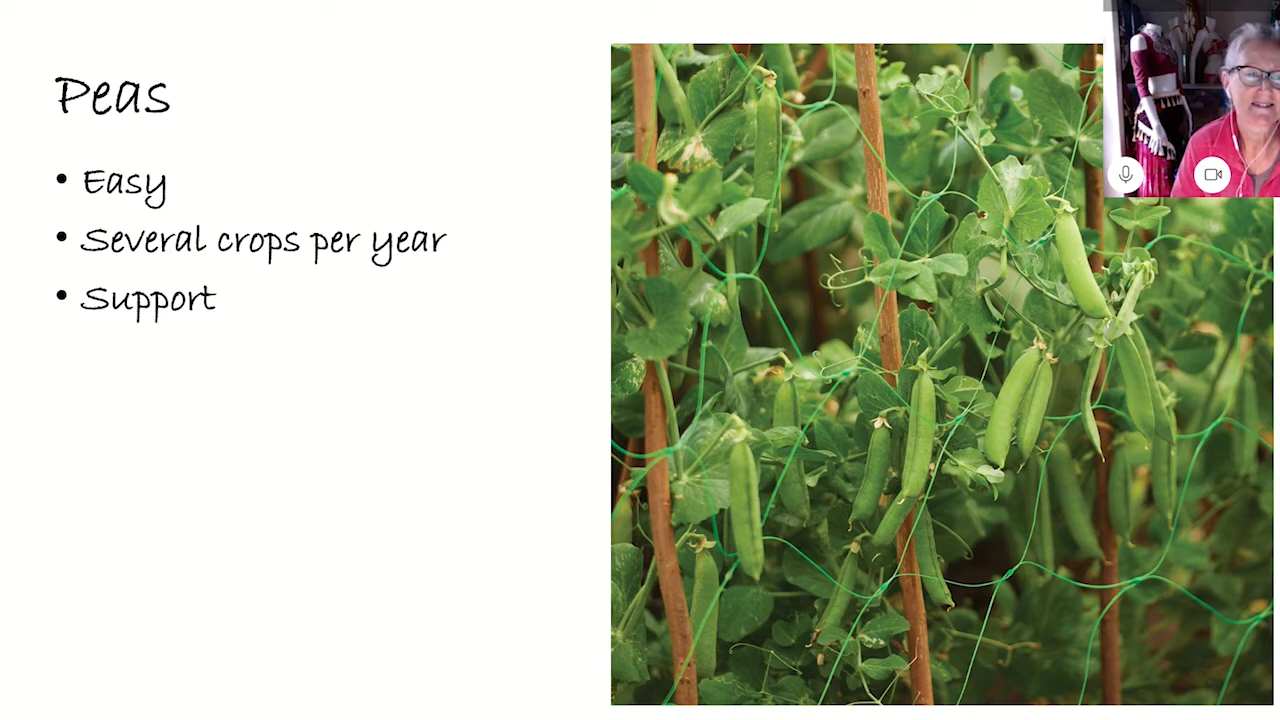 Peas
• Easy
• Several crops per year
• Support